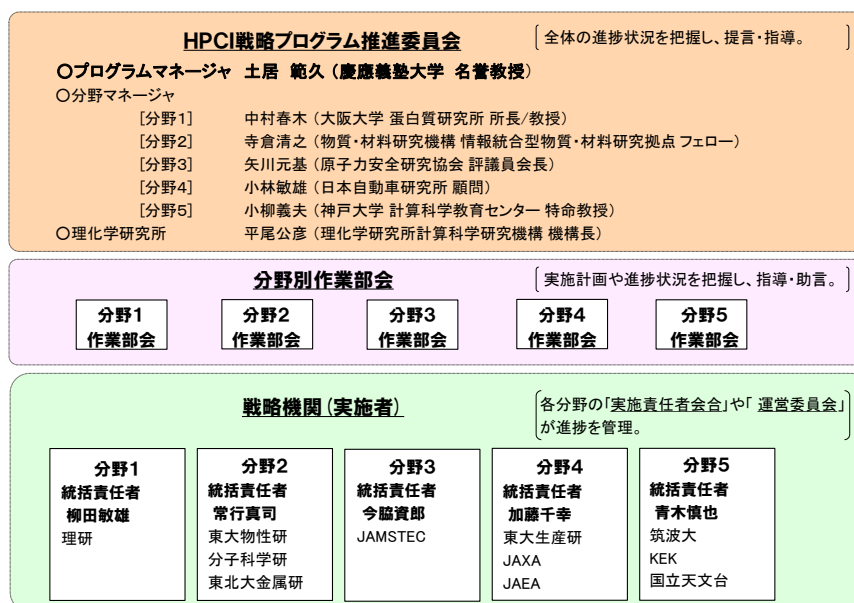 HPCI戦略プログラム推進委員会
全体の進捗状況を把握し、提言・指導。
○プログラムマネージャ 土居 範久 (慶應義塾大学 名誉教授)
○分野マネージャ
[分野1] 中村春木 (大阪大学 蛋白質研究所 所長/教授)
[分野2] 寺倉清之 (物質・材料研究機構 情報統合型物質・材料研究拠点 フェロー)
[分野3] 矢川元基 (原子力安全研究協会 評議員会長)
[分野4] 小林敏雄 (日本自動車研究所 顧問)
[分野5] 小柳義夫 (神戸大学 計算科学教育センター 特命教授)
○理化学研究所 平尾公彦 (理化学研究所計算科学研究機構 機構長)
分野別作業部会
実施計画や進捗状況を把握し、指導・助言。
分野1
作業部会
分野2
作業部会
分野3
作業部会
分野4
作業部会
分野5
作業部会
戦略機関 (実施者)
各分野の「実施責任者会合」や「 運営委員会」
が進捗を管理。
分野1
統括責任者
柳田敏雄
理研
分野2
統括責任者
常行真司
東大物性研
分子科学研
東北大金属研
分野3
統括責任者
今脇資郎
JAMSTEC
分野4
統括責任者
加藤千幸
東大生産研
JAXA
JAEA
分野5
統括責任者
青木慎也
筑波大
KEK
国立天文台